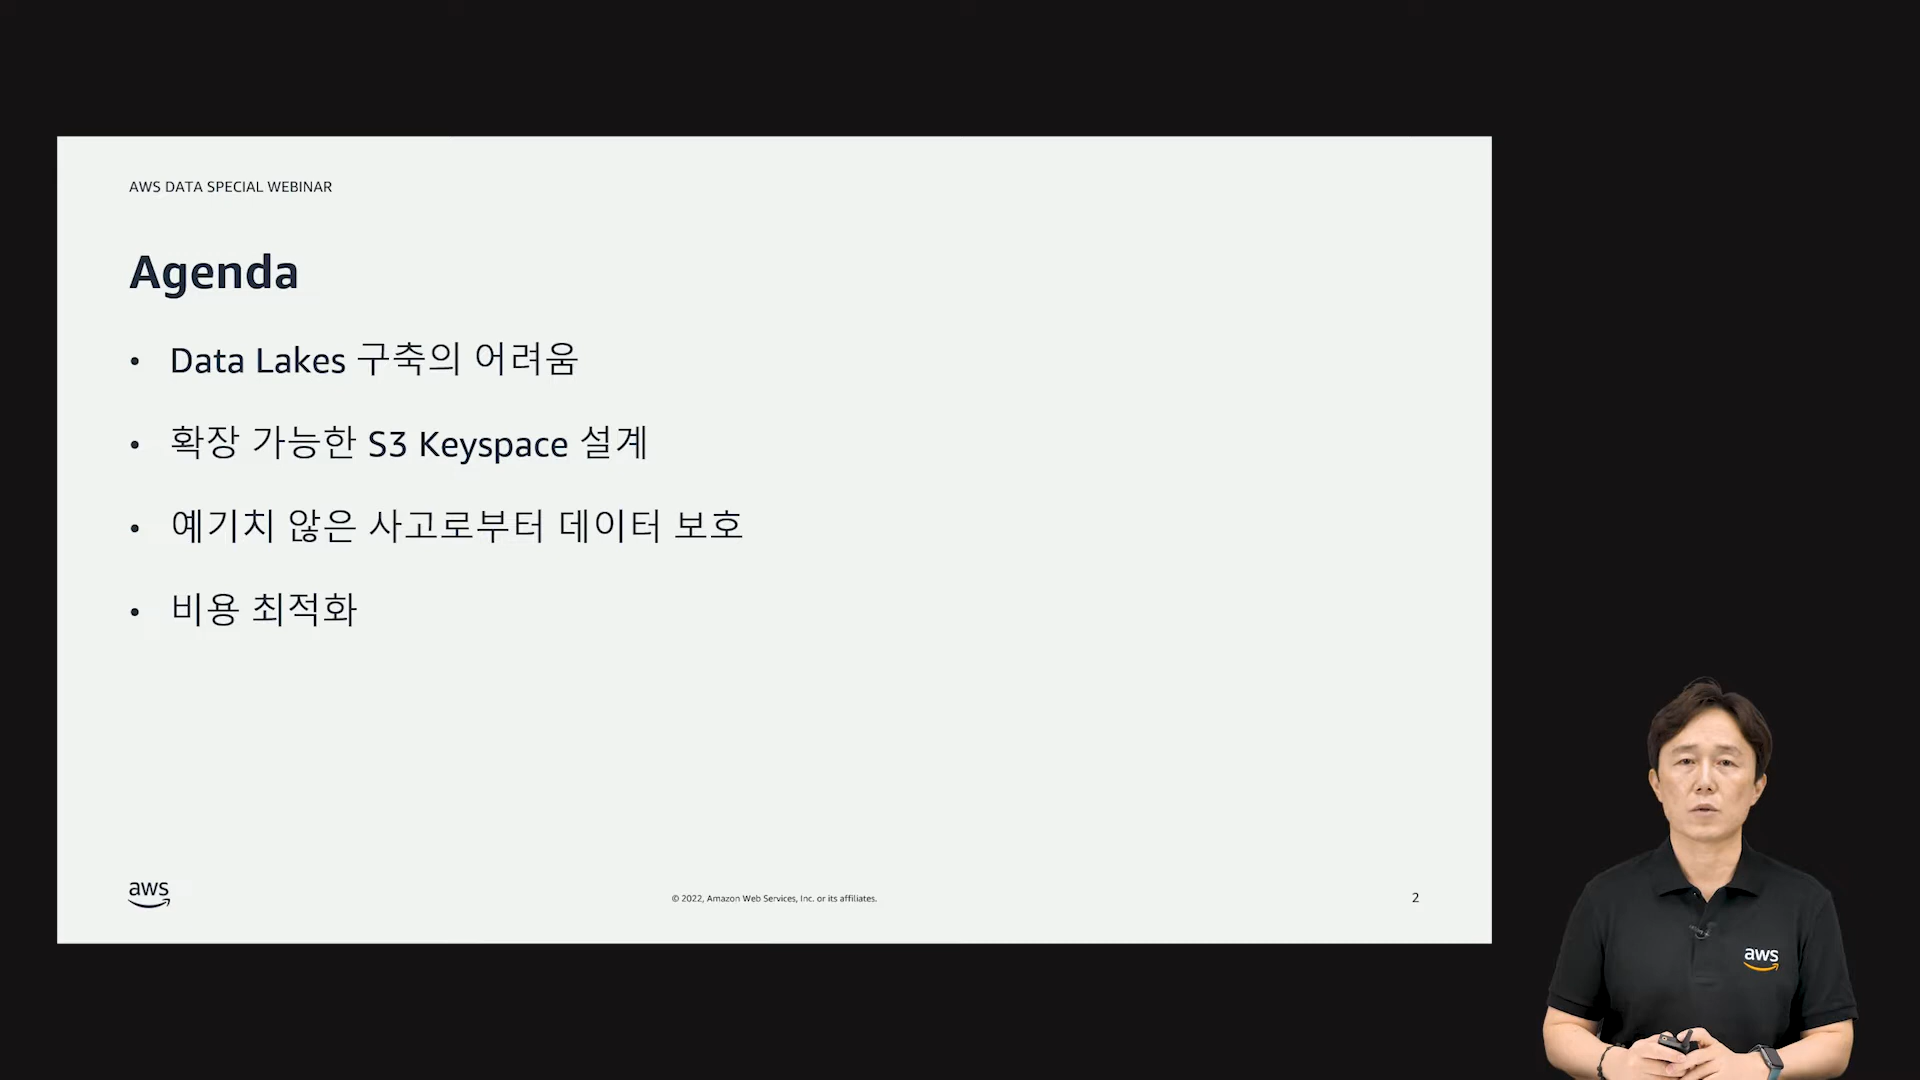 AWS DATA SPECIAL WEBINAR
Agenda
• Data Lakes 구축의 어려움
• 확장 가능한 S3 Keyspace 설계
• 예기치 않은 사고로부터 데이터 보호
• 비용 최적화
aws
© 2022, Amazon Web Services, Inc. or its affiliates.
2
aws